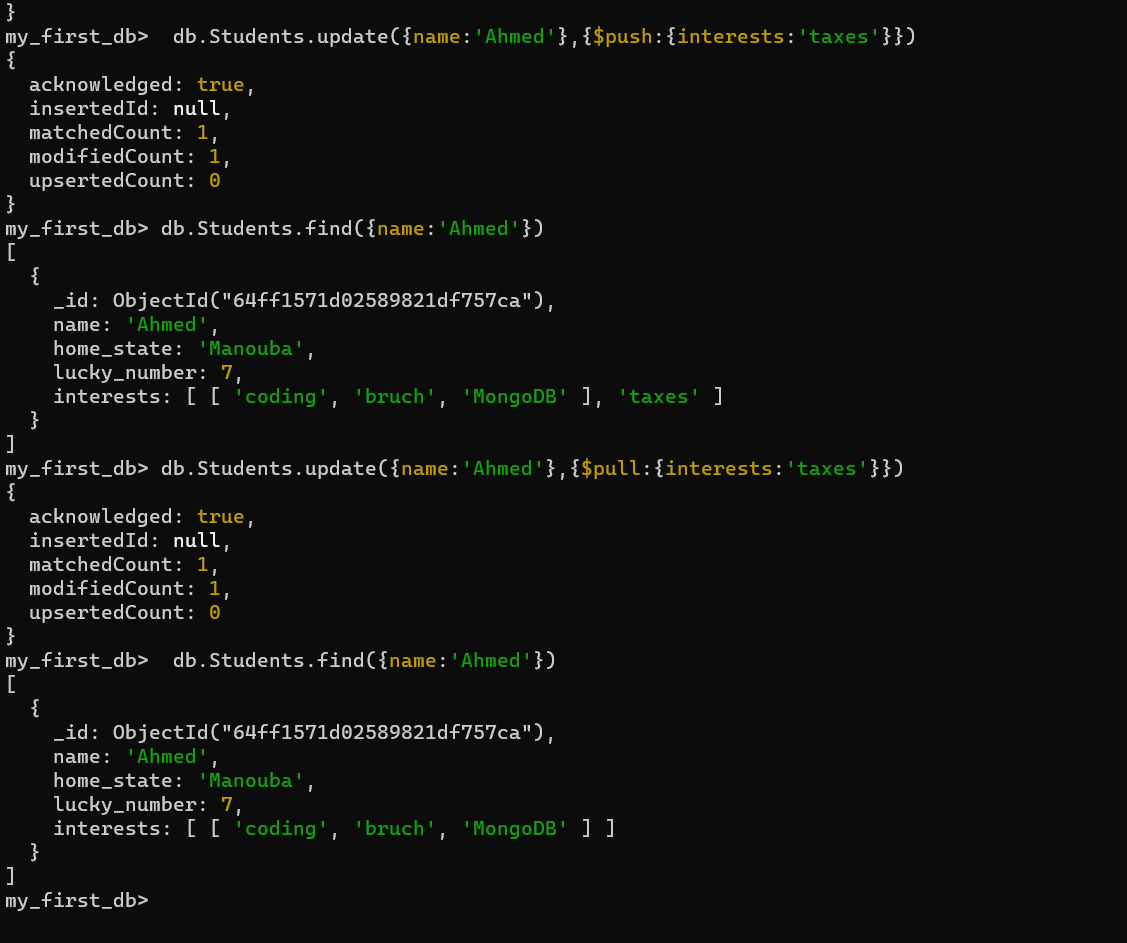 }
my_first_db>  db.Students.update({name:'Ahmed'},{$push:{interests:'taxes'}})
{
  acknowledged: true,
  insertedId: null,
  matchedCount: 1,
  modifiedCount: 1,
  upsertedCount: 0
}
my_first_db> db.Students.find({name:'Ahmed'})
[
  {
    _id: ObjectId("64ff1571d02589821df757ca"),
    name: 'Ahmed',
    home_state: 'Manouba',
    lucky_number: 7,
    interests: [ [ 'coding', 'bruch', 'MongoDB' ], 'taxes' ]
  }
]
my_first_db> db.Students.update({name:'Ahmed'},{$pull:{interests:'taxes'}})
{
  acknowledged: true,
  insertedId: null,
  matchedCount: 1,
  modifiedCount: 1,
  upsertedCount: 0
}
my_first_db>  db.Students.find({name:'Ahmed'})
[
  {
    _id: ObjectId("64ff1571d02589821df757ca"),
    name: 'Ahmed',
    home_state: 'Manouba',
    lucky_number: 7,
    interests: [ [ 'coding', 'bruch', 'MongoDB' ] ]
  }
]
my_first_db>